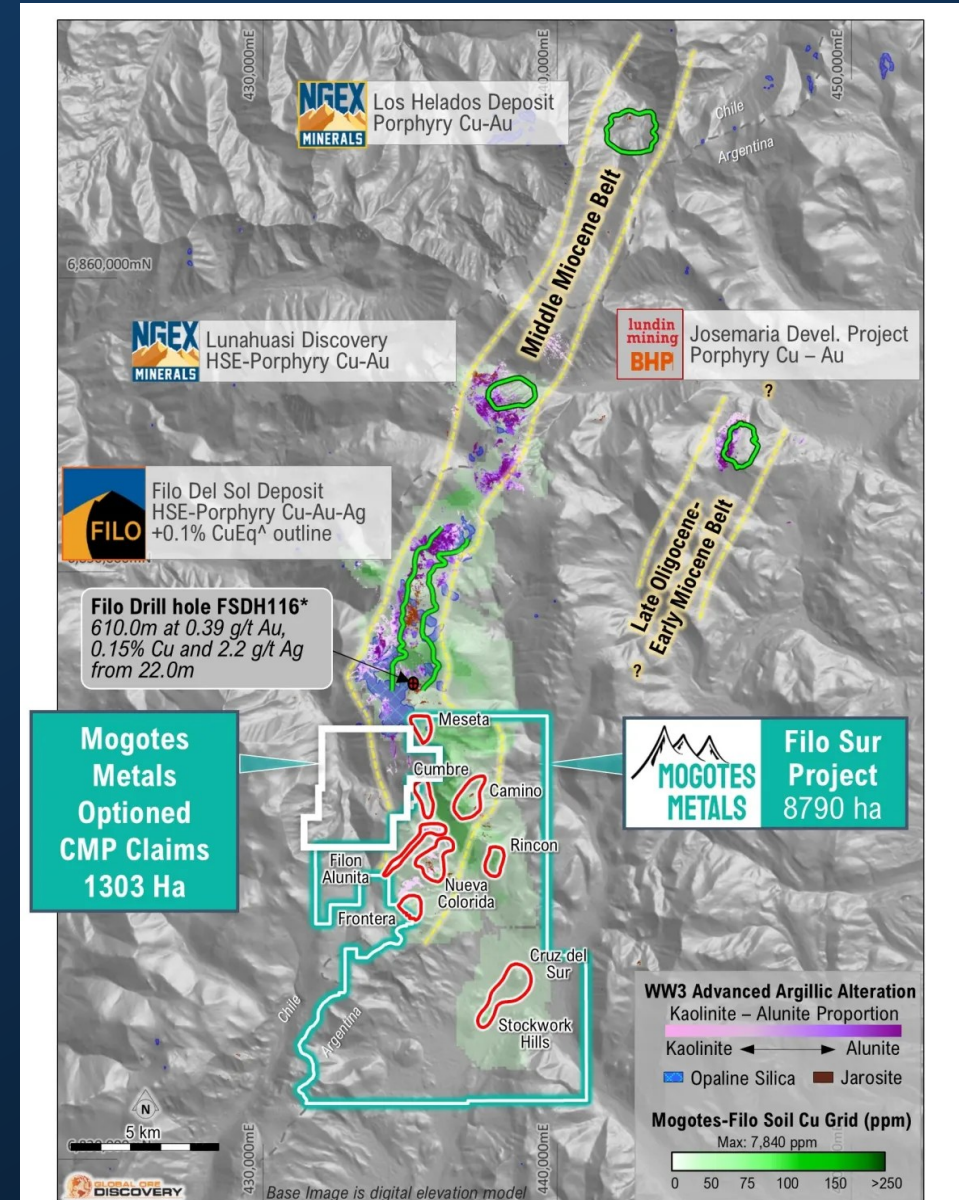 430,000mE
450,000mE
NGEX
MINERALS
Los Helados Deposit
Porphyry Cu-Au
Chile
Argentina
6,860,000mN
Middle Miocene Belt
NGEX
MINERALS
Lunahuasi Discovery
HSE-Porphyry Cu-Au
lundin
mining
BHP
Josemaria Devel. Project
Porphyry Cu – Au
?
FILO
Filo Del Sol Deposit
HSE-Porphyry Cu-Au-Ag
+0.1% CuEq^ outline
Late Oligocene-
Early Miocene Belt
?
Filo Drill hole FSDH116*
610.0m at 0.39 g/t Au,
0.15% Cu and 2.2 g/t Ag
from 22.0m
Mogotes
Metals
Optioned
CMP Claims
1303 Ha
Meseta
Cumbre
Camino
Rincon
Filon
Alunita
Nueva
Colorida
Frontera
Cruz del
Sur
Stockwork
Hills
MOGOTES
METALS
Filo Sur
Project
8790 ha
Chile
Argentina
WW3 Advanced Argillic Alteration
Kaolinite – Alunite Proportion
Kaolinite
Alunite
Opaline Silica
Jarosite
Mogotes-Filo Soil Cu Grid (ppm)
Max: 7,840 ppm
0 50 75 100 150 >250
N
5 km
430,000mE
440,000mE
GLOBAL ORE
DISCOVERY
Base Image is digital elevation model